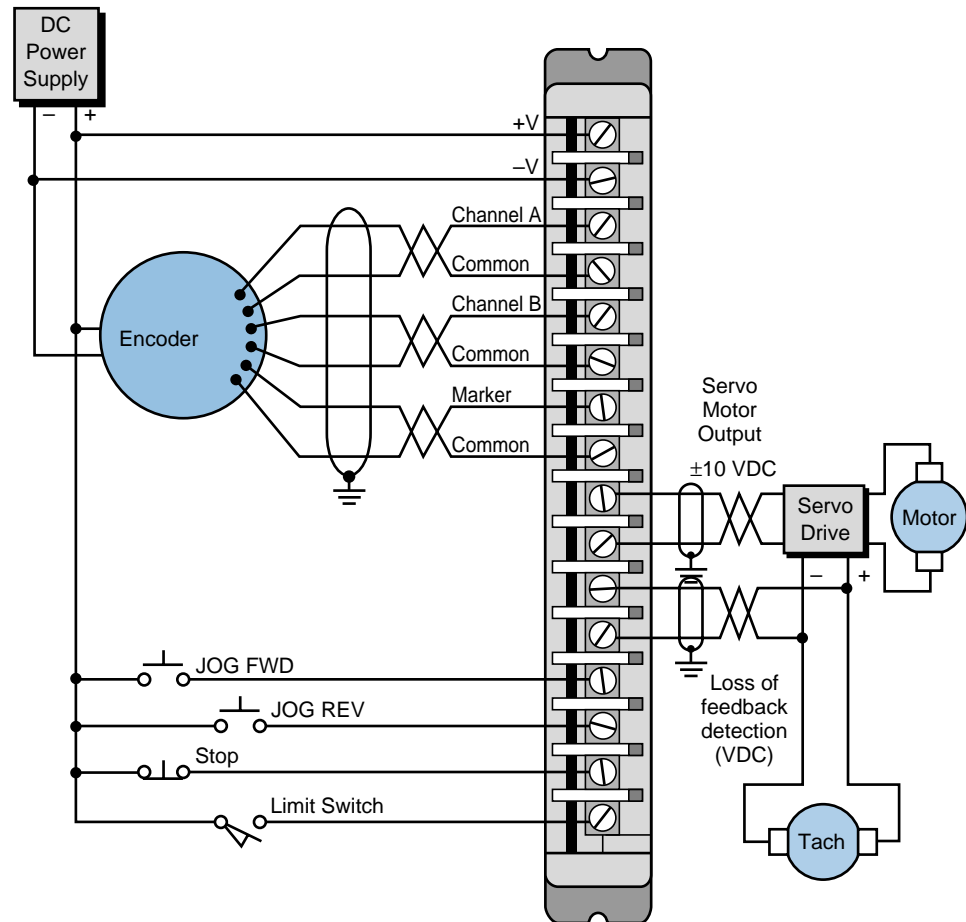 DC
Power
Supply
– +
+V
–V
Channel A
Common
Channel B
Common
Marker
Common
Encoder
Servo
Motor
Output
±10 VDC
Servo
Drive
Motor
– +
JOG FWD
JOG REV
Stop
Limit Switch
Loss of
feedback
detection
(VDC)
Tach